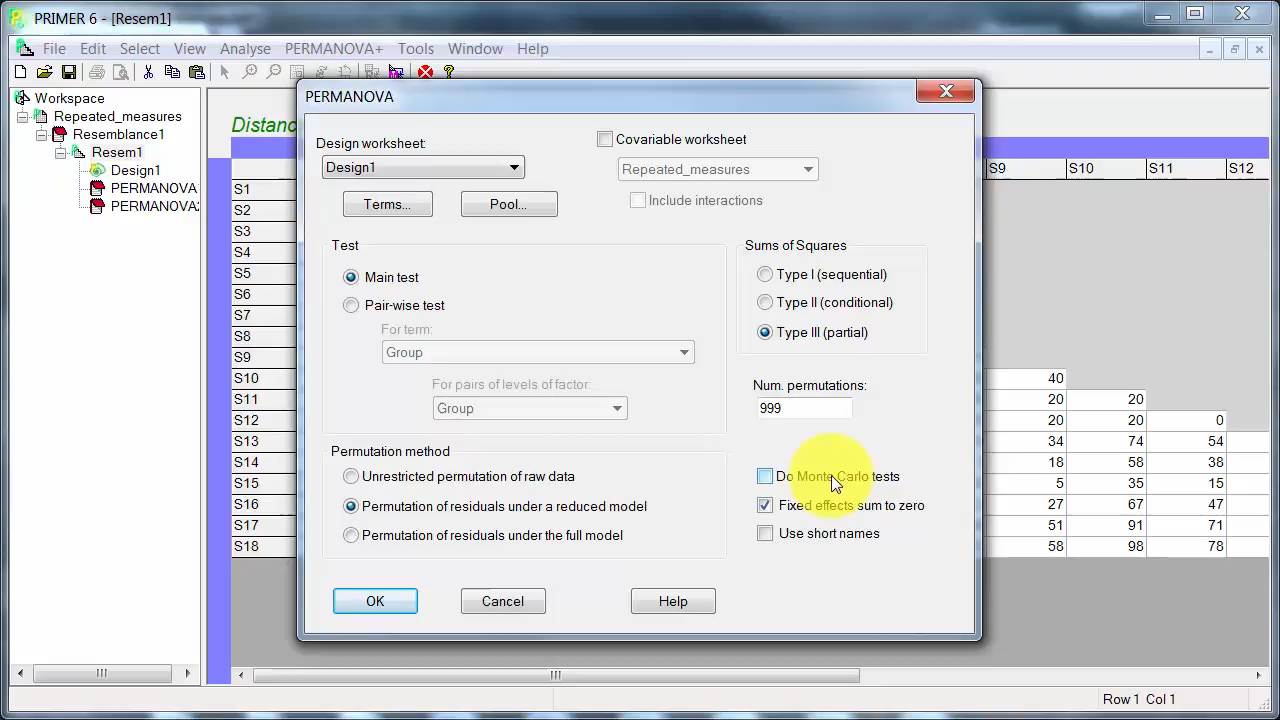 PRIMER 6 - [Resem1]
File Edit Select View Analyse PERMANOVA+ Tools Window Help
Workspace
Repeated_measures
Resemblance1
Resem1
Design1
PERMANOVA1
PERMANOVA2
Distanc
S9 S10 S11 S12
S1
S2
S3
S4
S5
S6
S7
S8
S9
S10 40
S11 20 20
S12 20 20 0
S13 34 74 54
S14 18 58 38
S15 5 35 15
S16 27 67 47
S17 51 91 71
S18 58 98 78
PERMANOVA
Design worksheet:
Design1
Terms... Pool...
Covariable worksheet
Repeated_measures
Include interactions
Test
Main test
Pair-wise test
For term:
Group
For pairs of levels of factor:
Group
Sums of Squares
Type I (sequential)
Type II (conditional)
Type III (partial)
Num. permutations:
999
Permutation method
Unrestricted permutation of raw data
Permutation of residuals under a reduced model
Permutation of residuals under the full model
Do Monte Carlo tests
Fixed effects sum to zero
Use short names
OK Cancel Help
Row 1 Col 1